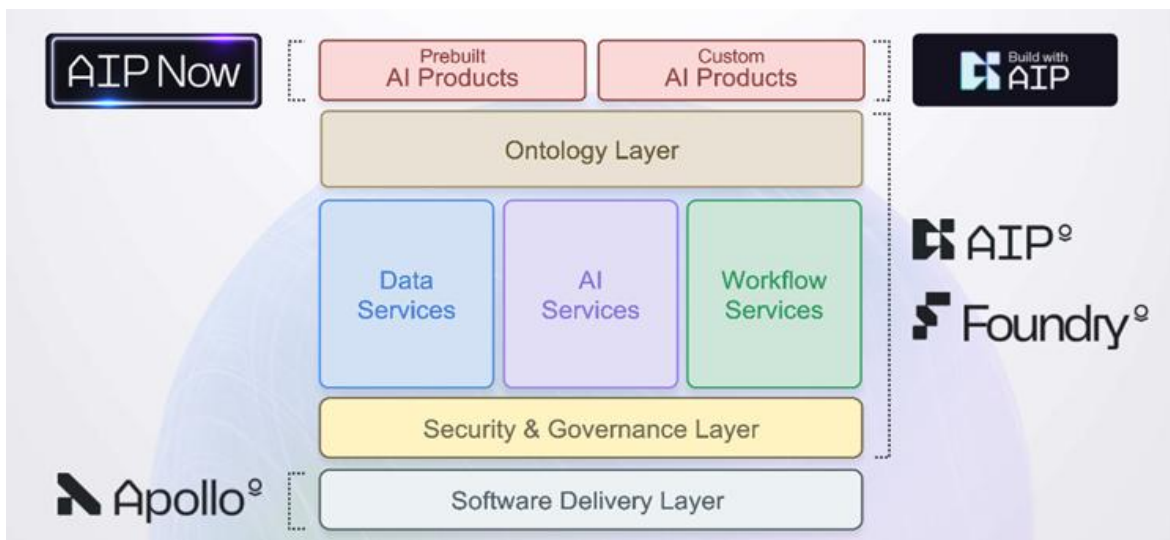 AIP Now
Prebuilt
AI Products
Custom
AI Products
Build with
AIP
Ontology Layer
Data
Services
AI
Services
Workflow
Services
AIP
Foundry
Security & Governance Layer
Apollo
Software Delivery Layer